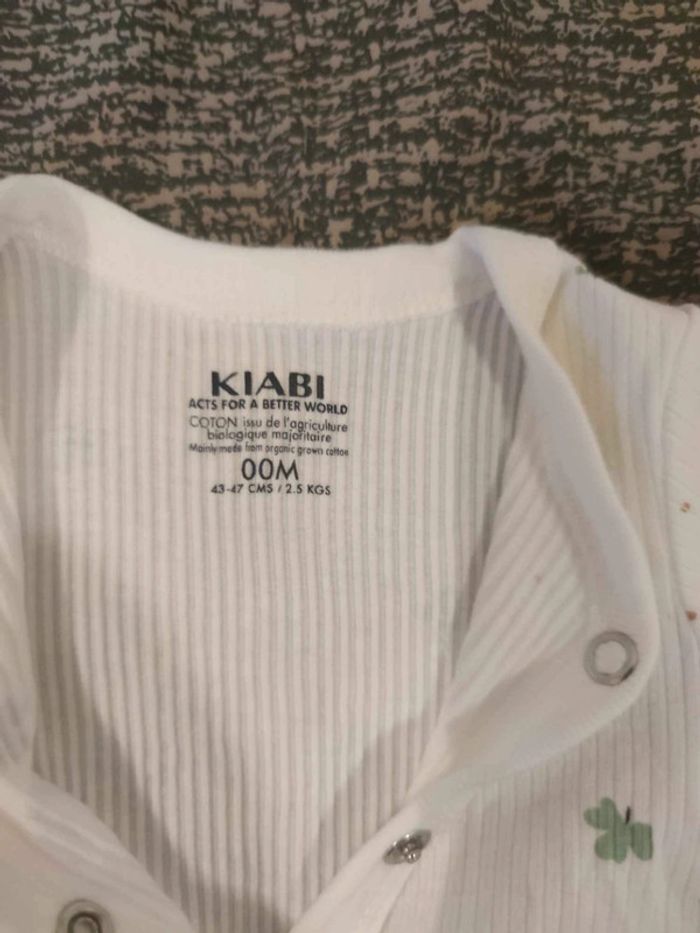 KIABI
ACTS FOR A BETTER WORLD
COTON issu de l'agriculture
biologique majoritaire
Mainly made from organic grown cotton
00M
43-47 CMS / 2.5 KGS